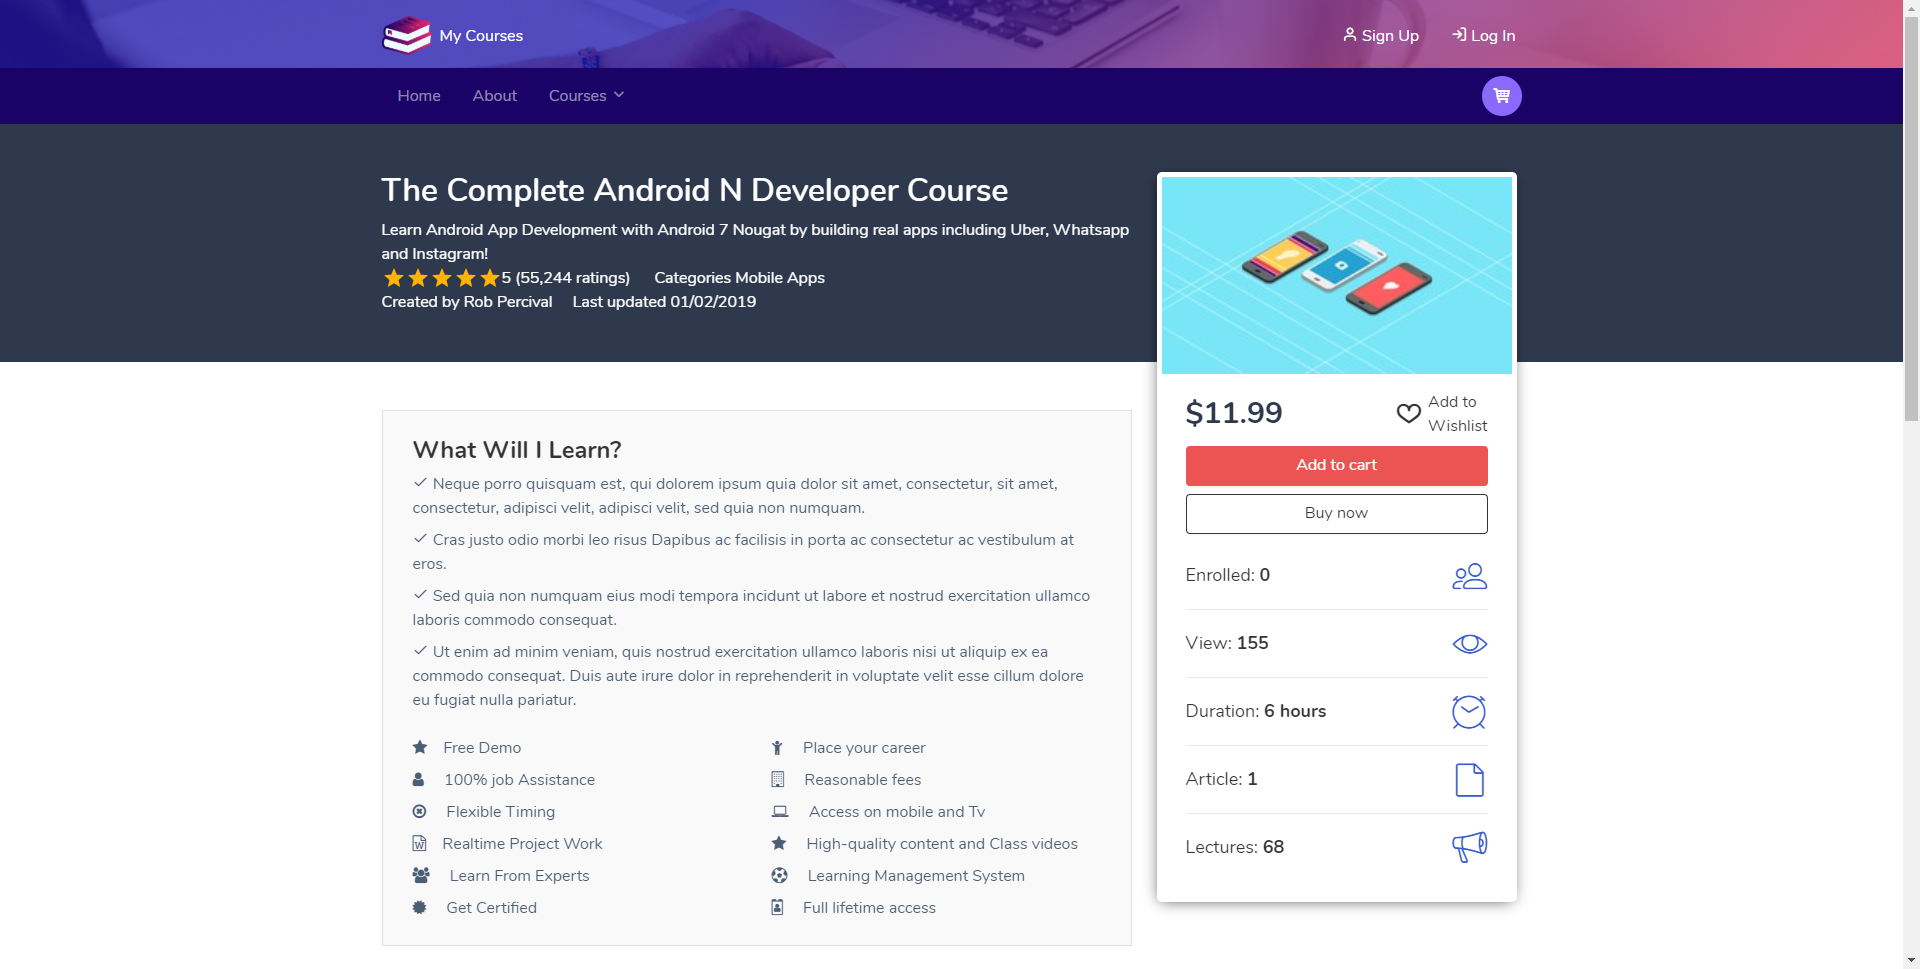 My Courses
Sign Up
Log In
Home
About
Courses
The Complete Android N Developer Course
Learn Android App Development with Android 7 Nougat by building real apps including Uber, Whatsapp
and Instagram!
5 (55,244 ratings)
Categories Mobile Apps
Created by Rob Percival
Last updated 01/02/2019
$11.99
Add to
Wishlist
Add to cart
Buy now
Enrolled: 0
View: 155
Duration: 6 hours
Article: 1
Lectures: 68
What Will I Learn?
Neque porro quisquam est, qui dolorem ipsum quia dolor sit amet, consectetur, sit amet,
consectetur, adipisci velit, adipisci velit, sed quia non numquam.
Cras justo odio morbi leo risus Dapibus ac facilisis in porta ac consectetur ac vestibulum at
eros.
Sed quia non numquam eius modi tempora incidunt ut labore et nostrud exercitation ullamco
laboris commodo consequat.
Ut enim ad minim veniam, quis nostrud exercitation ullamco laboris nisi ut aliquip ex ea
commodo consequat. Duis aute irure dolor in reprehenderit in voluptate velit esse cillum dolore
eu fugiat nulla pariatur.
Free Demo
100% job Assistance
Flexible Timing
Realtime Project Work
Learn From Experts
Get Certified
Place your career
Reasonable fees
Access on mobile and Tv
High-quality content and Class videos
Learning Management System
Full lifetime access